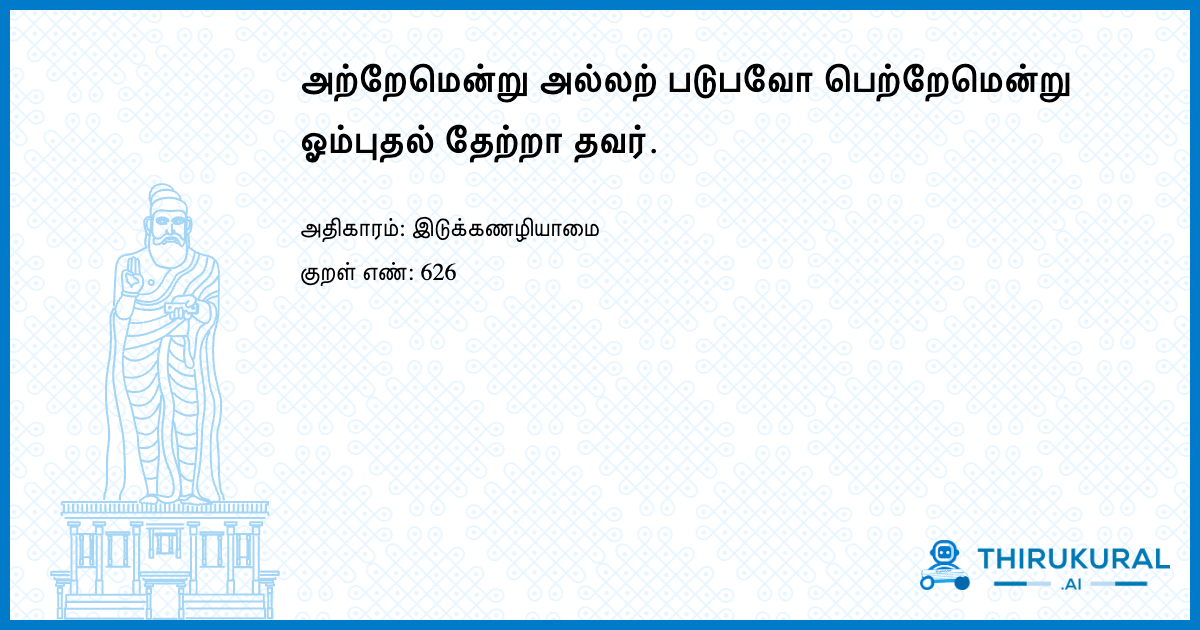 அற்றேமென்று அல்லற் படுபவோ பெற்றேமென்று
ஓம்புதல் தேற்றா தவர்.
அதிகாரம்: இடுக்கணழியாமை
குறள் எண்: 626
THIRUKURAL
.AI